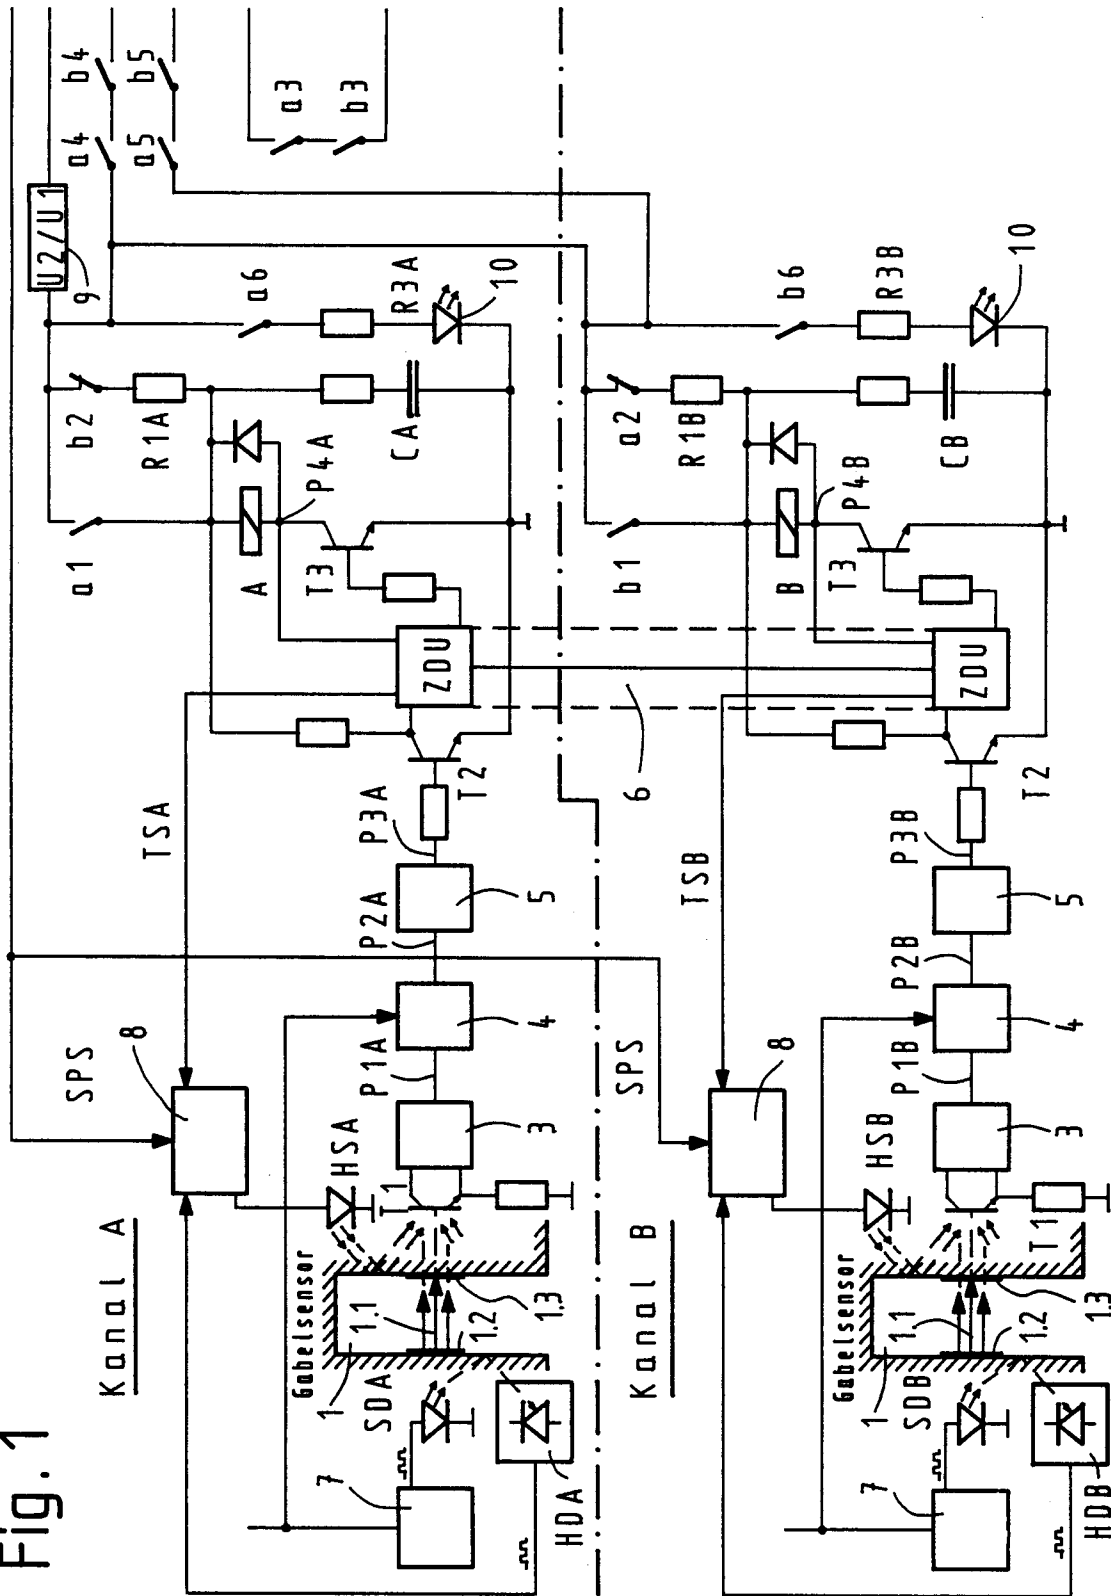 Fig. 1
Kanal A
SPS
8
TSA
a1
b2
R1A
U2/U1
9
a4
b4
a5
b5
a3
b3
a6
R3A
10
CA
P4A
A
T3
ZDU
T2
P3A
5
P2A
4
P1A
3
HSA
T1
Gabelsensor
1
1.1
1.2
1.3
SDA
7
HDA
6
Kanal B
SPS
8
TSB
b1
a2
R1B
b6
R3B
10
CB
P4B
B
T3
ZDU
T2
P3B
5
P2B
4
P1B
3
HSB
T1
Gabelsensor
1
1.1
1.2
1.3
SDB
7
HDB